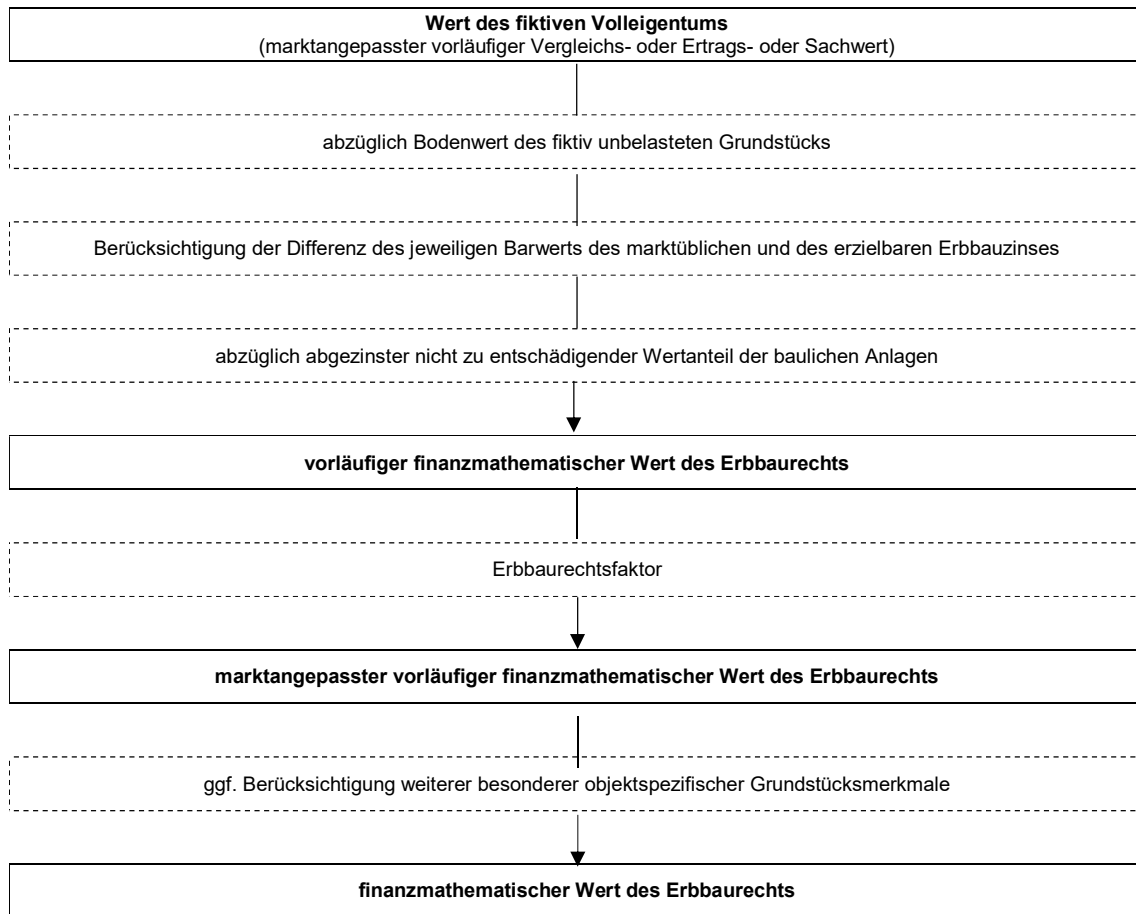 Wert des fiktiven Volleigentums
(marktangepasster vorläufiger Vergleichs- oder Ertrags- oder Sachwert)
abzüglich Bodenwert des fiktiv unbelasteten Grundstücks
Berücksichtigung der Differenz des jeweiligen Barwerts des marktüblichen und des erzielbaren Erbbauzinses
abzüglich abgezinster nicht zu entschädigender Wertanteil der baulichen Anlagen
vorläufiger finanzmathematischer Wert des Erbbaurechts
Erbbaurechtsfaktor
marktangepasster vorläufiger finanzmathematischer Wert des Erbbaurechts
ggf. Berücksichtigung weiterer besonderer objektspezifischer Grundstücksmerkmale
finanzmathematischer Wert des Erbbaurechts